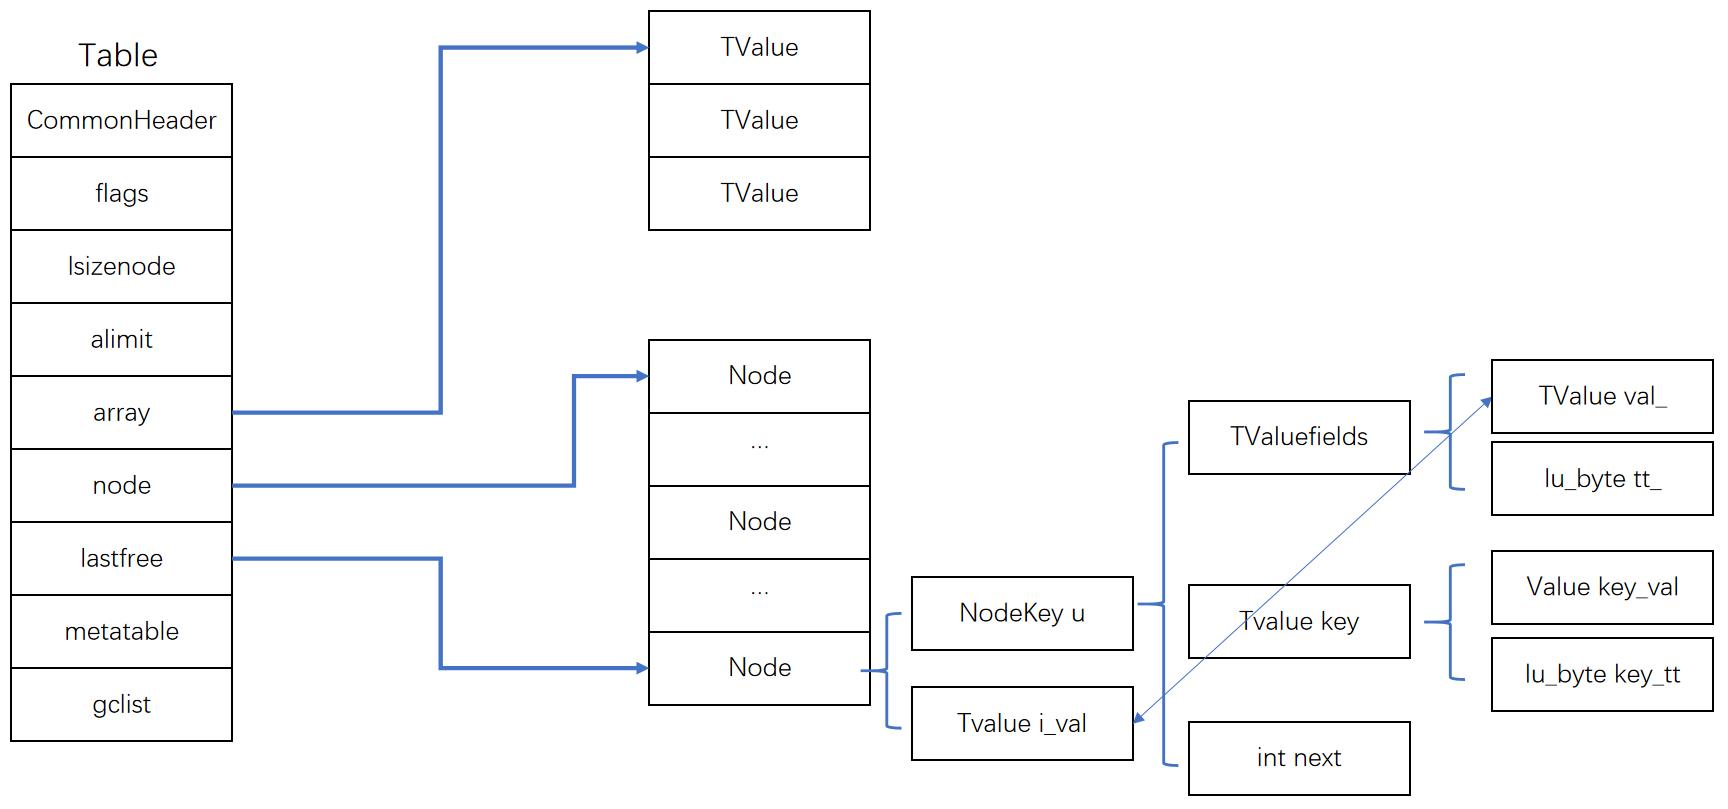 Table
CommonHeader
flags
lsizenode
alimit
array
node
lastfree
metatable
gclist
TValue
TValue
TValue
Node
...
Node
...
Node
NodeKey u
Tvalue i_val
TValuefields
Tvalue key
int next
TValue val_
lu_byte tt_
Value key_val
lu_byte key_tt